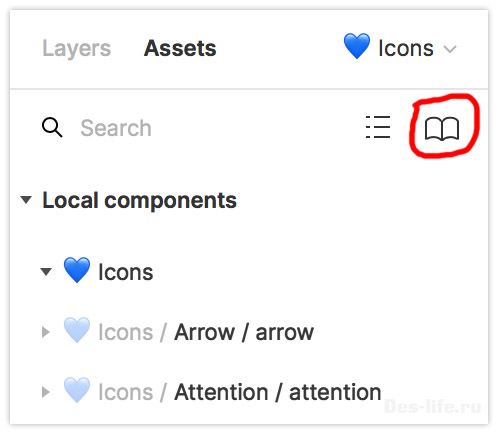 Layers Assets 💙 Icons
Search
Local components
💙 Icons
💙 Icons / Arrow / arrow
💙 Icons / Attention / attention
Des-life.ru